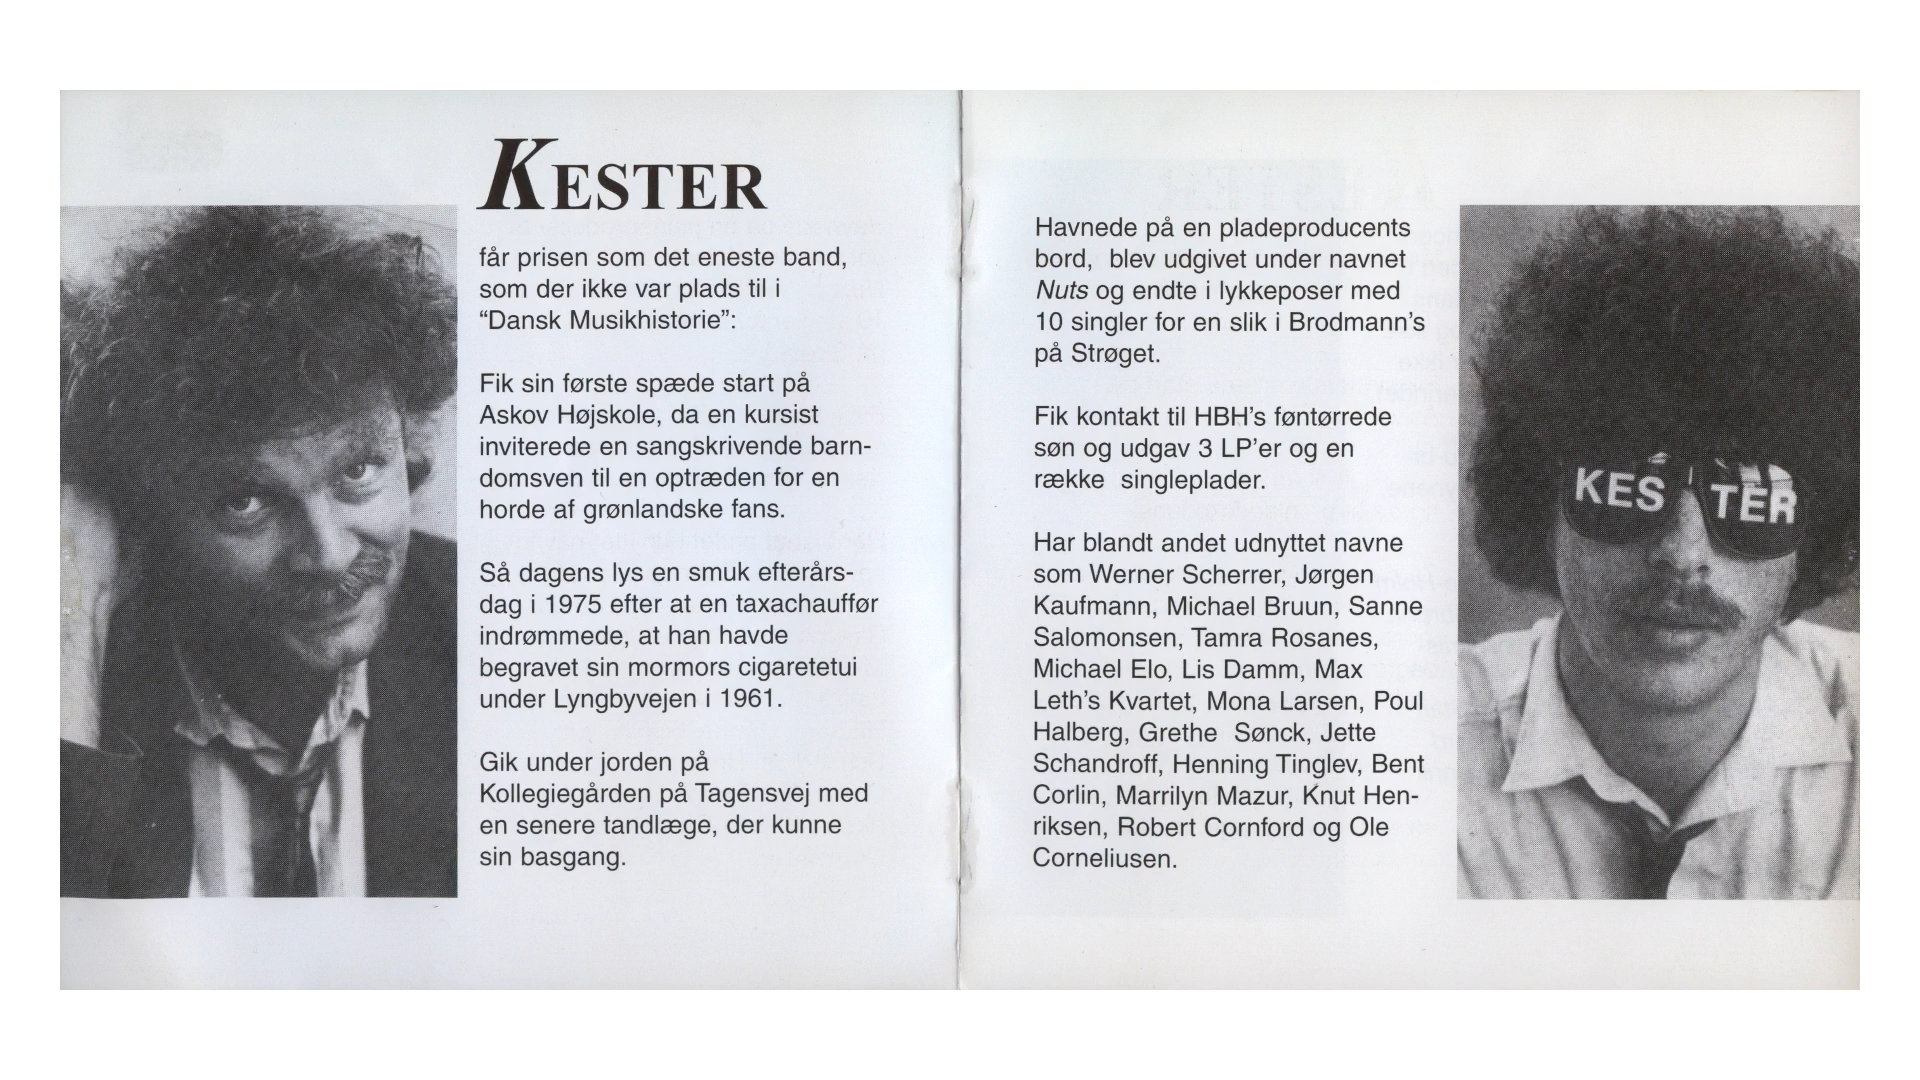 KESTER
får prisen som det eneste band,
som der ikke var plads til i
“Dansk Musikhistorie”:
Fik sin første spæde start på
Askov Højskole, da en kursist
inviterede en sangskrivende barn-
domsven til en optræden for en
horde af grønlandske fans.
Så dagens lys en smuk efterårs-
dag i 1975 efter at en taxachauffør
indrømmede, at han havde
begravet sin mormors cigaretetui
under Lyngbyvejen i 1961.
Gik under jorden på
Kollegiegården på Tagensvej med
en senere tandlæge, der kunne
sin basgang.
Havnede på en pladeproducents
bord, blev udgivet under navnet
Nuts og endte i lykkeposer med
10 singler for en slik i Brodmann’s
på Strøget.
Fik kontakt til HBH’s føntørrede
søn og udgav 3 LP’er og en
række singleplader.
Har blandt andet udnyttet navne
som Werner Scherrer, Jørgen
Kaufmann, Michael Bruun, Sanne
Salomonsen, Tamra Rosanes,
Michael Elo, Lis Damm, Max
Leth’s Kvartet, Mona Larsen, Poul
Halberg, Grethe Sønck, Jette
Schandroff, Henning Tinglev, Bent
Corlin, Marrilyn Mazur, Knut Hen-
riksen, Robert Cornford og Ole
Corneliusen.
KES TER